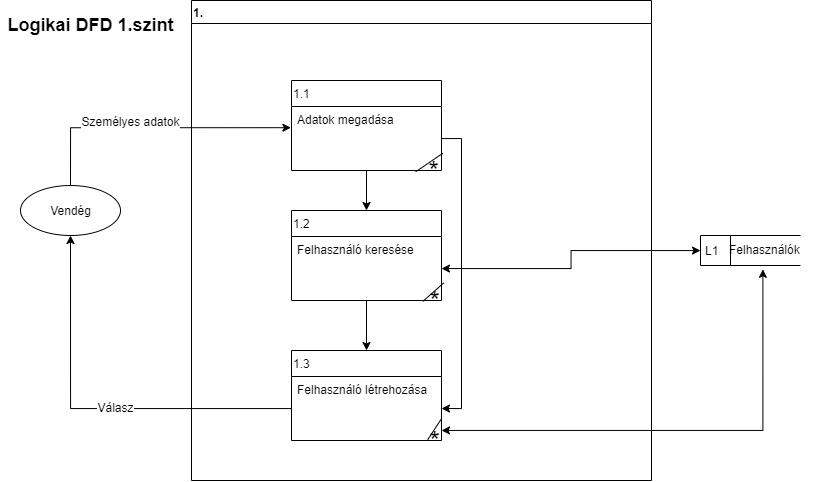 Logikai DFD 1.szint
1.
1.1
Adatok megadása
*
Személyes adatok
Vendég
1.2
Felhasználó keresése
*
L1
Felhasználók
1.3
Felhasználó létrehozása
*
Válasz